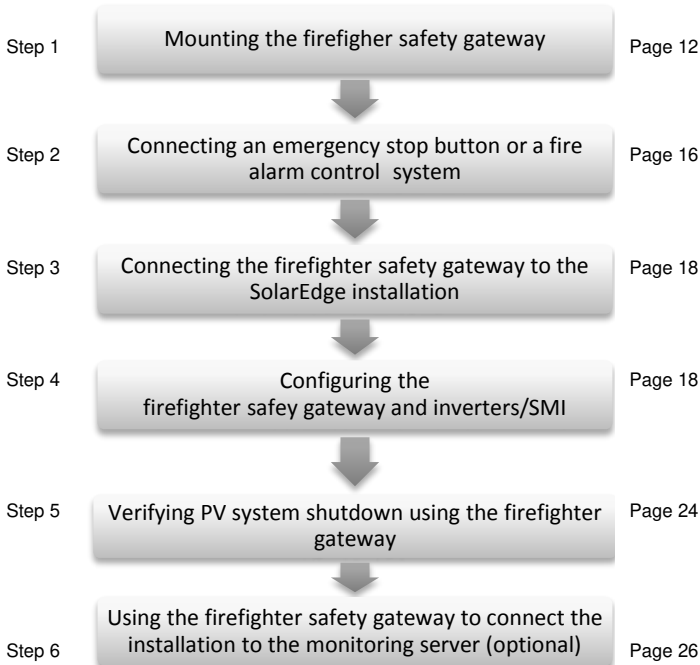 Step 1
Mounting the firefigher safety gateway
Page 12
Step 2
Connecting an emergency stop button or a fire
alarm control system
Page 16
Step 3
Connecting the firefighter safety gateway to the
SolarEdge installation
Page 18
Step 4
Configuring the
firefighter safey gateway and inverters/SMI
Page 18
Step 5
Verifying PV system shutdown using the firefighter
gateway
Page 24
Step 6
Using the firefighter safety gateway to connect the
installation to the monitoring server (optional)
Page 26